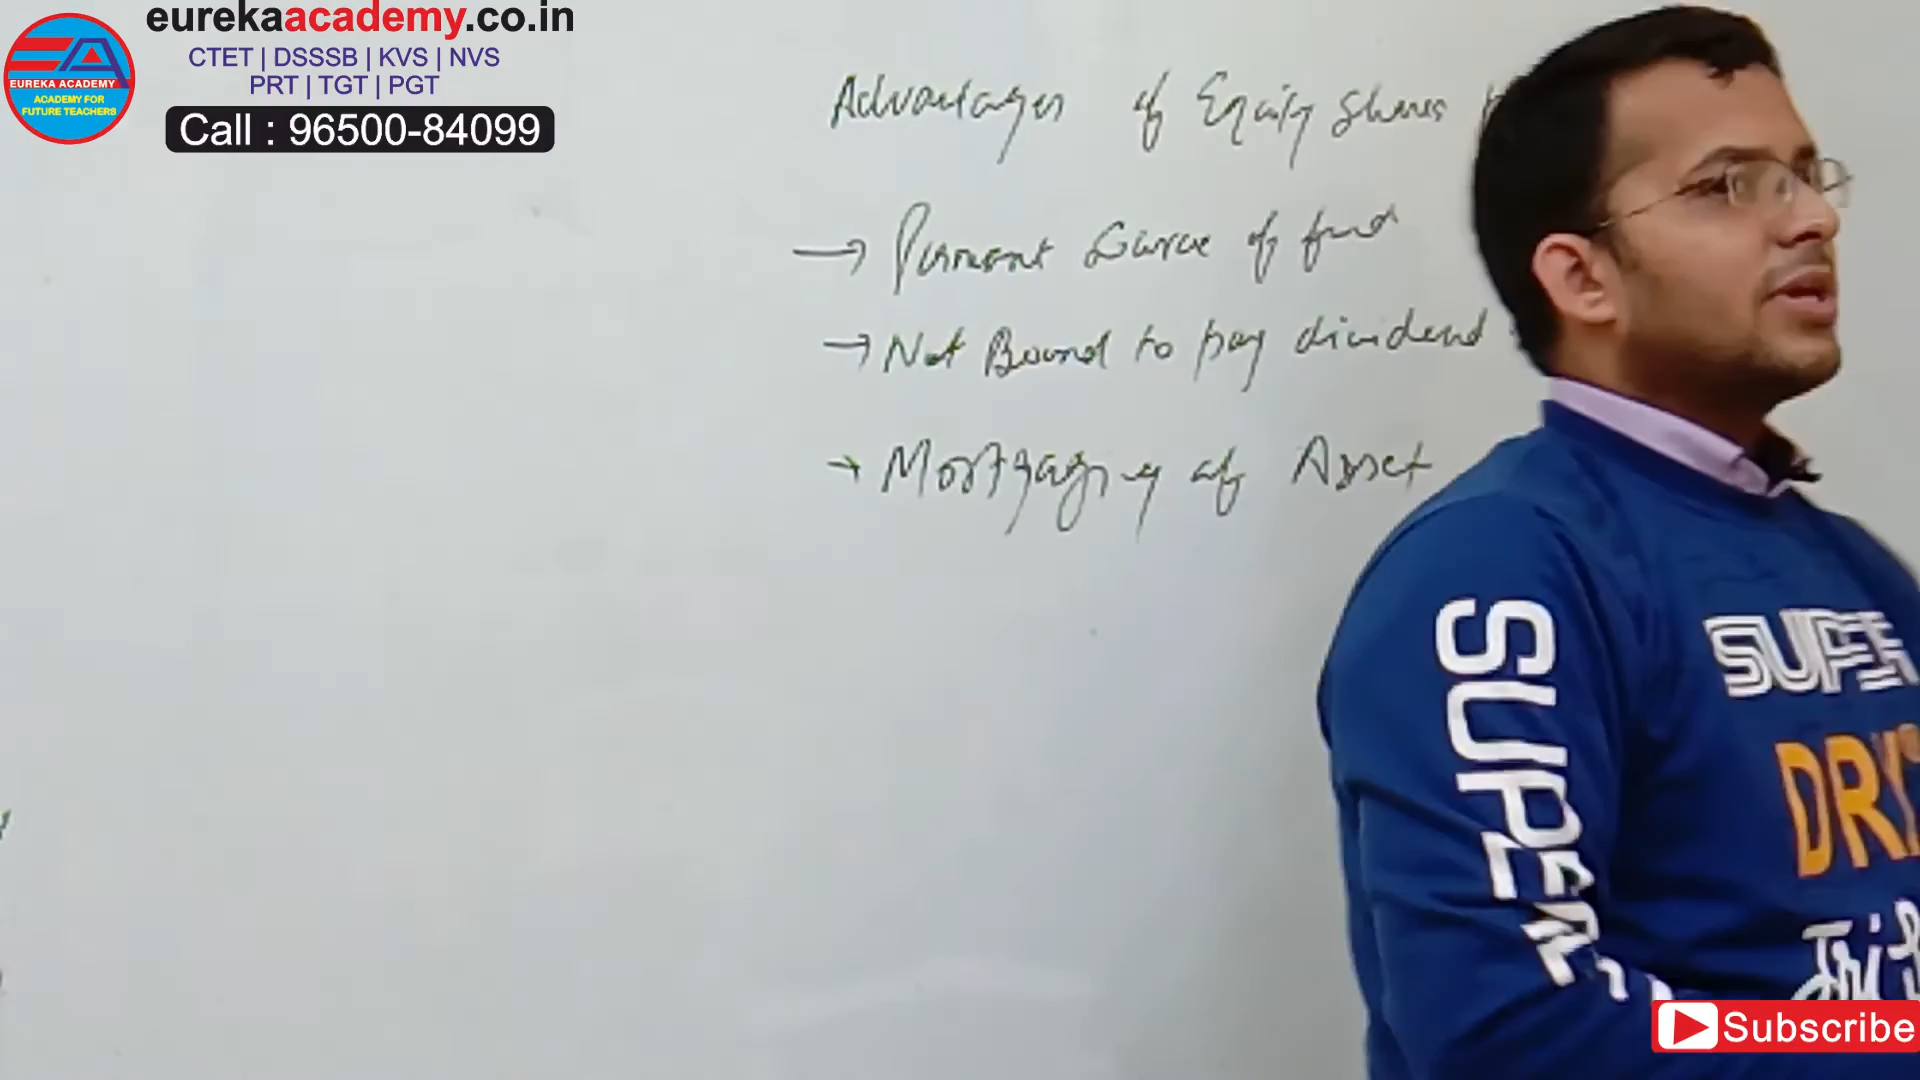 eurekaacademy.co.in
CTET | DSSSB | KVS | NVS
PRT | TGT | PGT
Call : 96500-84099
EUREKA ACADEMY
ACADEMY FOR
FUTURE TEACHERS
Advantages of Equity Shares
→ Permanent Source of fund
→ Not Bound to pay dividend
→ Mortgaging of Asset
SUPER
SUPER
DRY
Subscribe